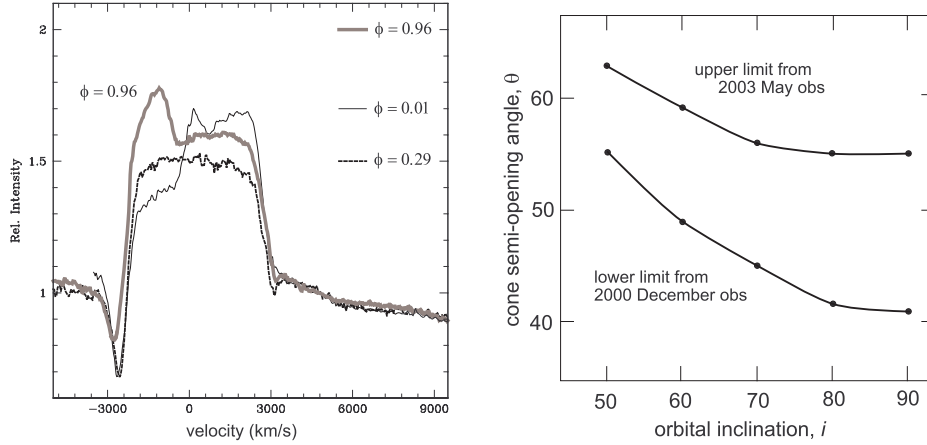 2
1.5
1
Rel. Intensity
−3000
0
3000
6000
9000
velocity (km/s)
ϕ = 0.96
ϕ = 0.96
ϕ = 0.01
ϕ = 0.29
60
50
40
cone semi-opening angle, θ
upper limit from
2003 May obs
lower limit from
2000 December obs
50
60
70
80
90
orbital inclination, i